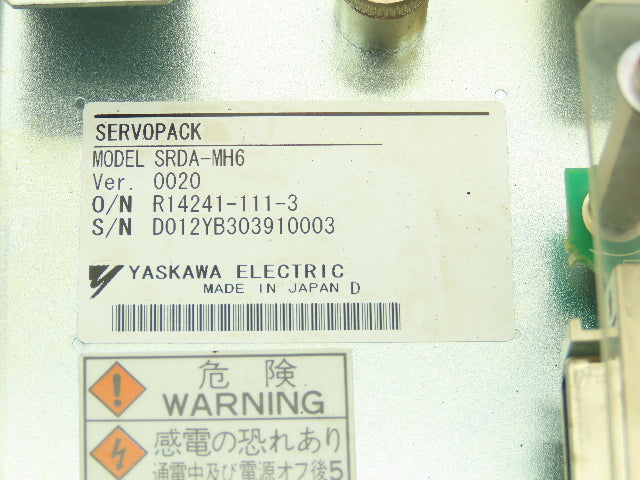 SERVOPACK
MODEL SRDA-MH6
Ver. 0020
O/N R14241-111-3
S/N D012YB303910003
YASKAWA ELECTRIC
MADE IN JAPAN D
危険
WARNING
感電の恐れあり
通電中及び電源オフ後5